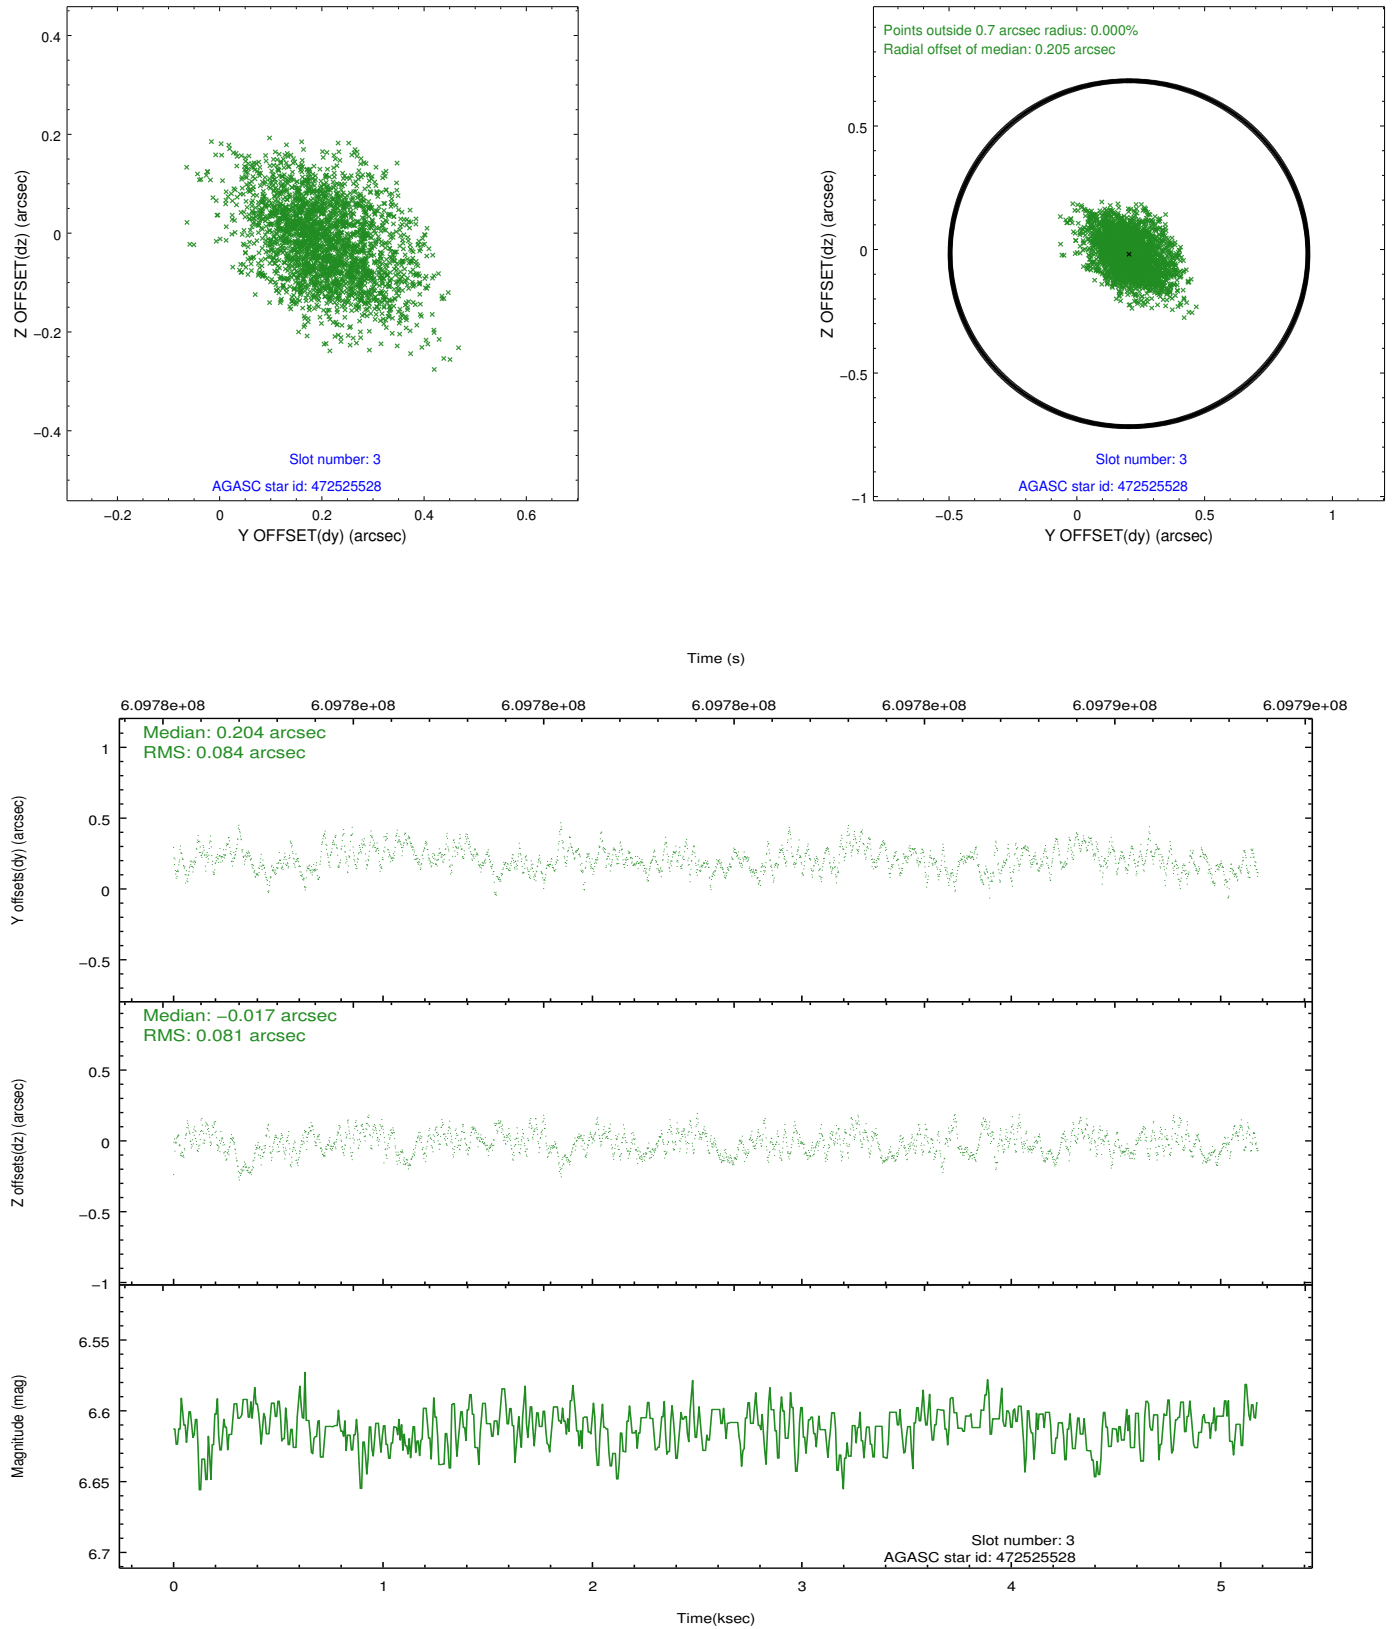 0.4
0.2
0
−0.2
−0.4
Z OFFSET(dz) (arcsec)
Slot number: 3
AGASC star id: 472525528
−0.2 0 0.2 0.4 0.6
Y OFFSET(dy) (arcsec)
Points outside 0.7 arcsec radius: 0.000%
Radial offset of median: 0.205 arcsec
0.5
0
−0.5
−1
Z OFFSET(dz) (arcsec)
Slot number: 3
AGASC star id: 472525528
−0.5 0 0.5 1
Y OFFSET(dy) (arcsec)
Time (s)
6.0978e+08 6.0978e+08 6.0978e+08 6.0978e+08 6.0978e+08 6.0979e+08 6.0979e+08
Median: 0.204 arcsec
RMS: 0.084 arcsec
1
0.5
0
−0.5
Y offsets(dy) (arcsec)
Median: −0.017 arcsec
RMS: 0.081 arcsec
0.5
0
−0.5
−1
Z offsets(dz) (arcsec)
6.55
6.6
6.65
6.7
Magnitude (mag)
Slot number: 3
AGASC star id: 472525528
0 1 2 3 4 5
Time(ksec)